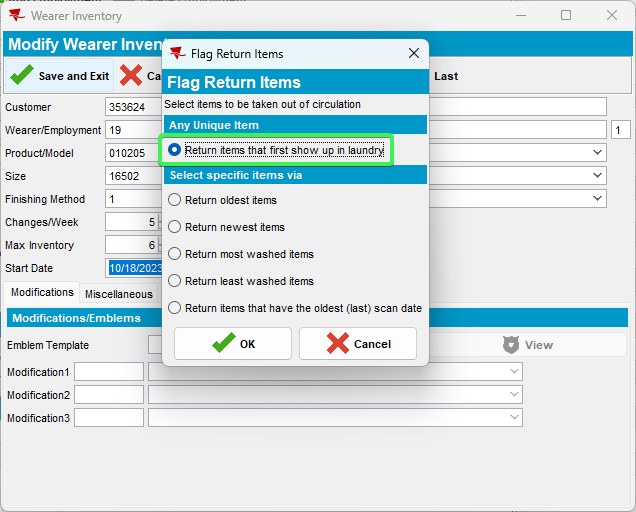 Wearer Inventory
Modify Wearer Inven
Save and Exit
Ca
Last
Customer 353624
Wearer/Employment 19 1
Product/Model 010205
Size 16502
Finishing Method 1
Changes/Week 5
Max Inventory 6
Start Date 10/18/2023
Modifications Miscellaneous
Modifications/Emblems
Emblem Template
View
Modification1
Modification2
Modification3
Flag Return Items
Flag Return Items
Select items to be taken out of circulation
Any Unique Item
Return items that first show up in laundry
Select specific items via
Return oldest items
Return newest items
Return most washed items
Return least washed items
Return items that have the oldest (last) scan date
OK Cancel